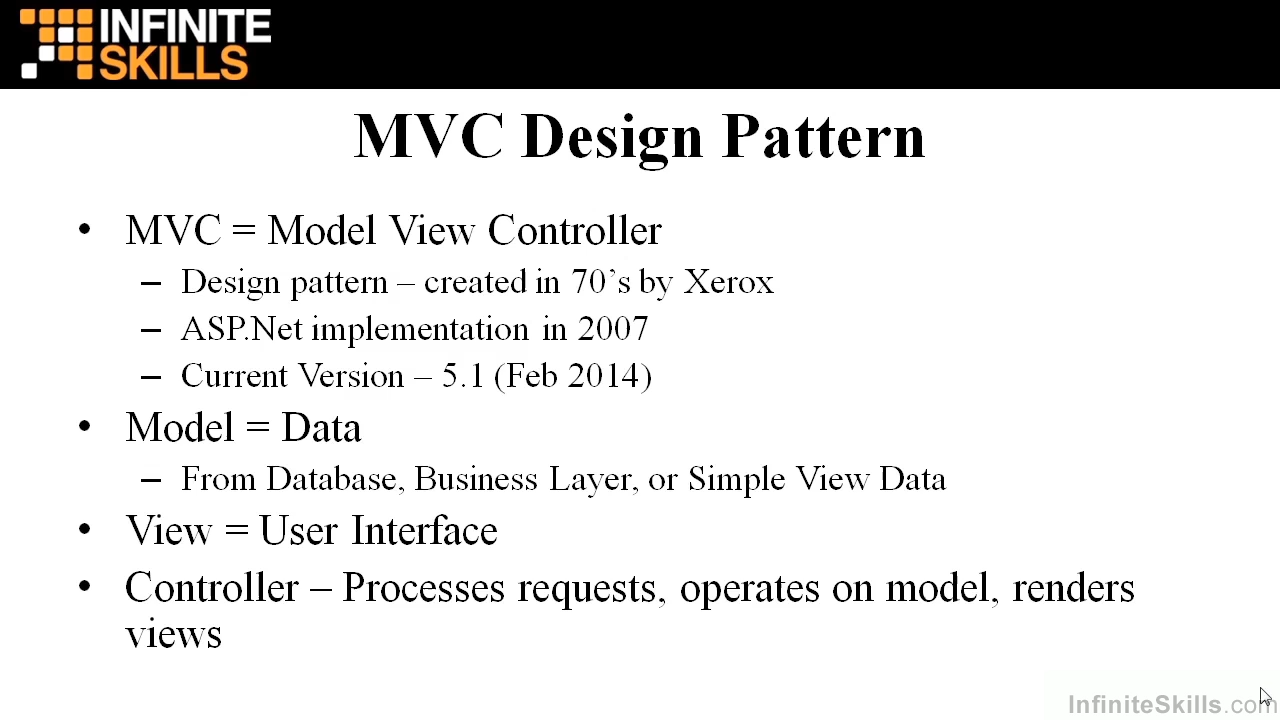 INFINITE
SKILLS
MVC Design Pattern
• MVC = Model View Controller
– Design pattern – created in 70's by Xerox
– ASP.Net implementation in 2007
– Current Version – 5.1 (Feb 2014)
• Model = Data
– From Database, Business Layer, or Simple View Data
• View = User Interface
• Controller – Processes requests, operates on model, renders
views
InfiniteSkills.com